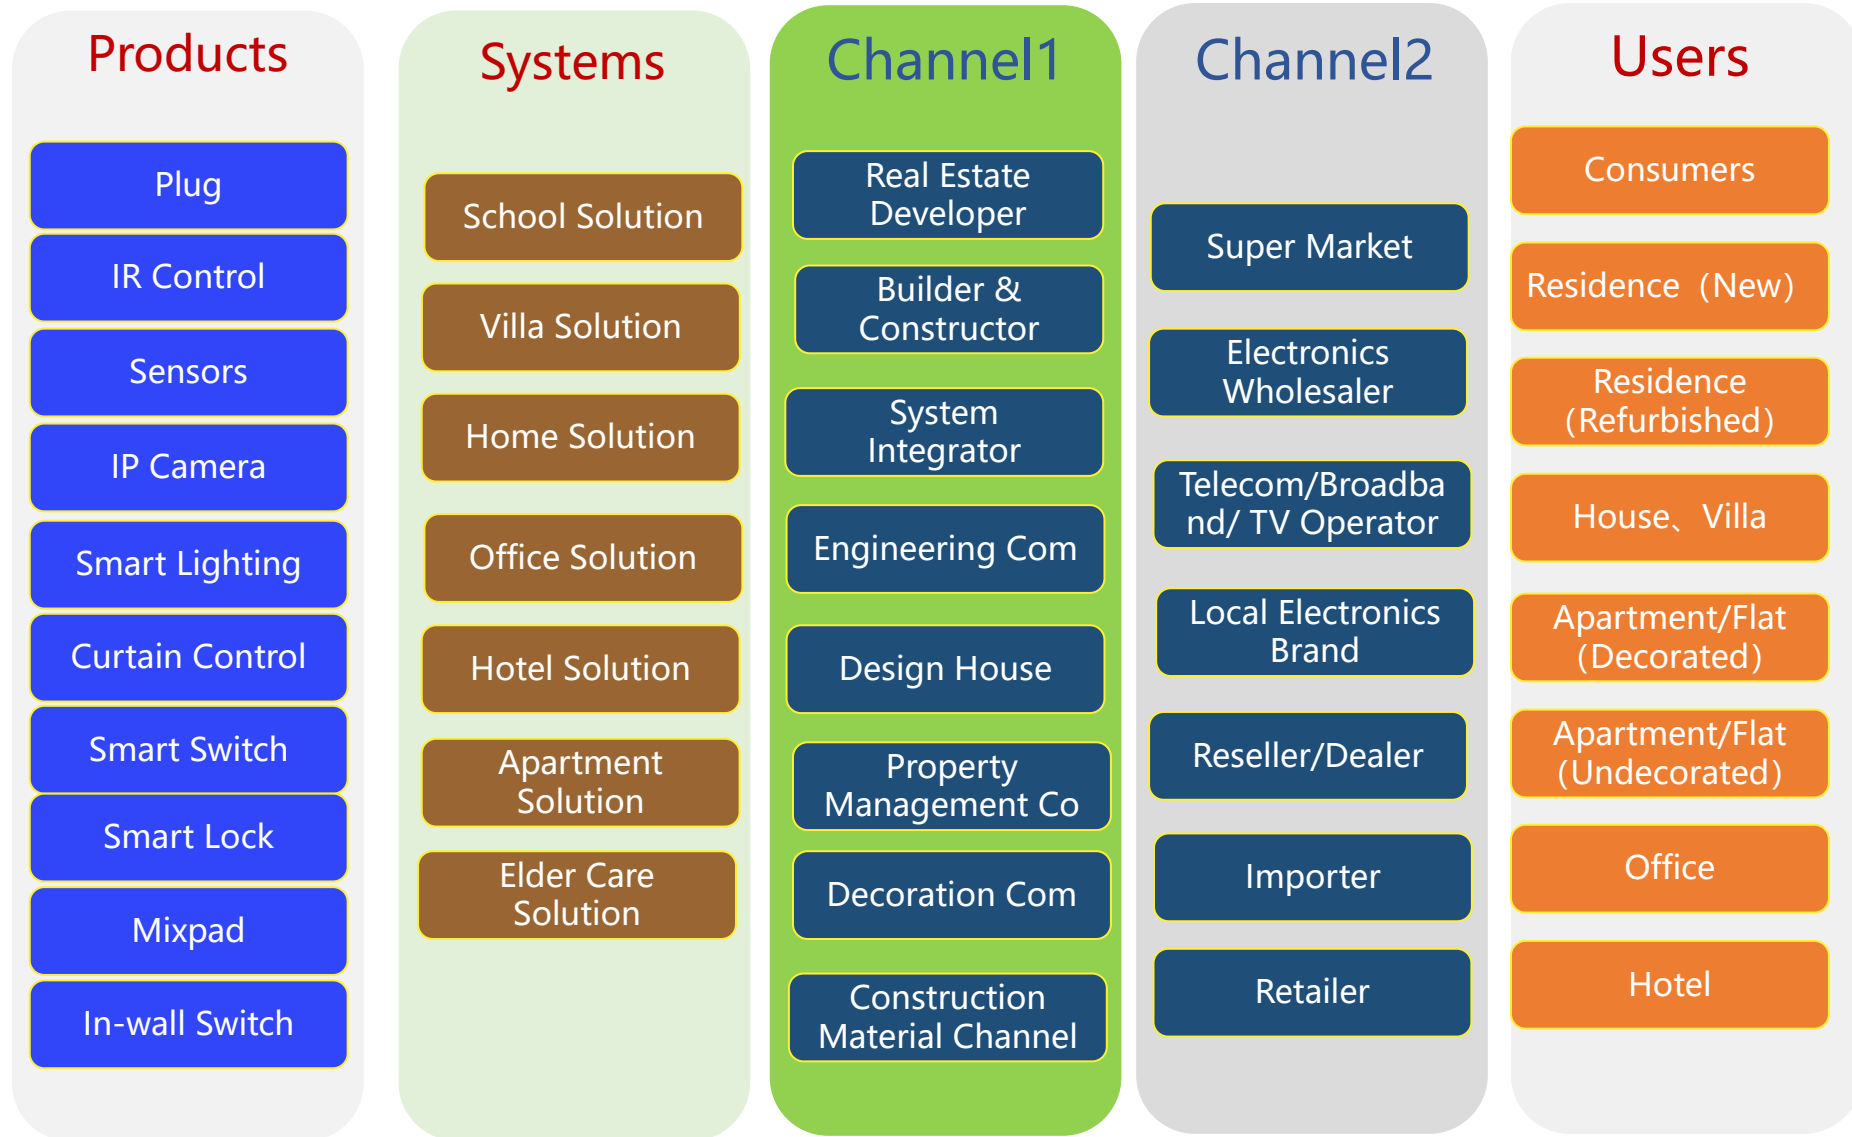 Products
Plug
IR Control
Sensors
IP Camera
Smart Lighting
Curtain Control
Smart Switch
Smart Lock
Mixpad
In-wall Switch
Systems
School Solution
Villa Solution
Home Solution
Office Solution
Hotel Solution
Apartment
Solution
Elder Care
Solution
Channel1
Real Estate
Developer
Builder &
Constructor
System
Integrator
Engineering Com
Design House
Property
Management Co
Decoration Com
Construction
Material Channel
Channel2
Super Market
Electronics
Wholesaler
Telecom/Broadba
nd/ TV Operator
Local Electronics
Brand
Reseller/Dealer
Importer
Retailer
Users
Consumers
Residence（New）
Residence
（Refurbished）
House、Villa
Apartment/Flat
（Decorated）
Apartment/Flat
（Undecorated）
Office
Hotel